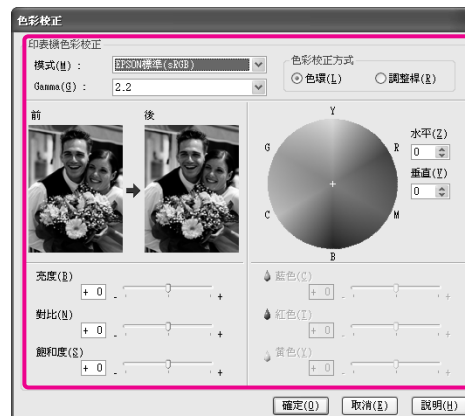 色彩校正
印表機色彩校正
模式(M)： EPSON標準(sRGB)
Gamma(G)： 2.2
色彩校正方式
色環(L) 調整桿(R)
前 後
Y
G R
C M
B
水平(Z)
0
垂直(Y)
0
亮度(B)
+ 0 - +
對比(N)
+ 0 - +
飽和度(S)
+ 0 - +
藍色(C)
+ 0 - +
紅色(I)
+ 0 - +
黃色(Y)
+ 0 - +
確定(O) 取消(E) 說明(H)